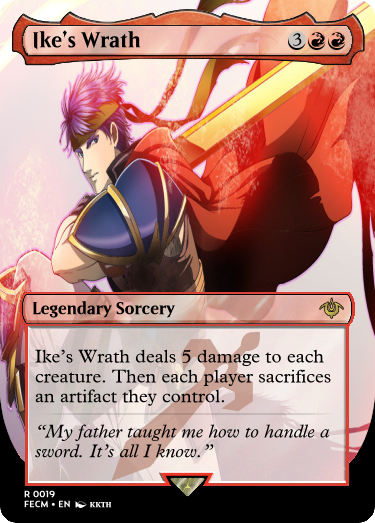 Ike's Wrath 3
Legendary Sorcery
Ike's Wrath deals 5 damage to each
creature. Then each player sacrifices
an artifact they control.
“My father taught me how to handle a
sword. It's all I know.”
R 0019
FECM • EN KKTH